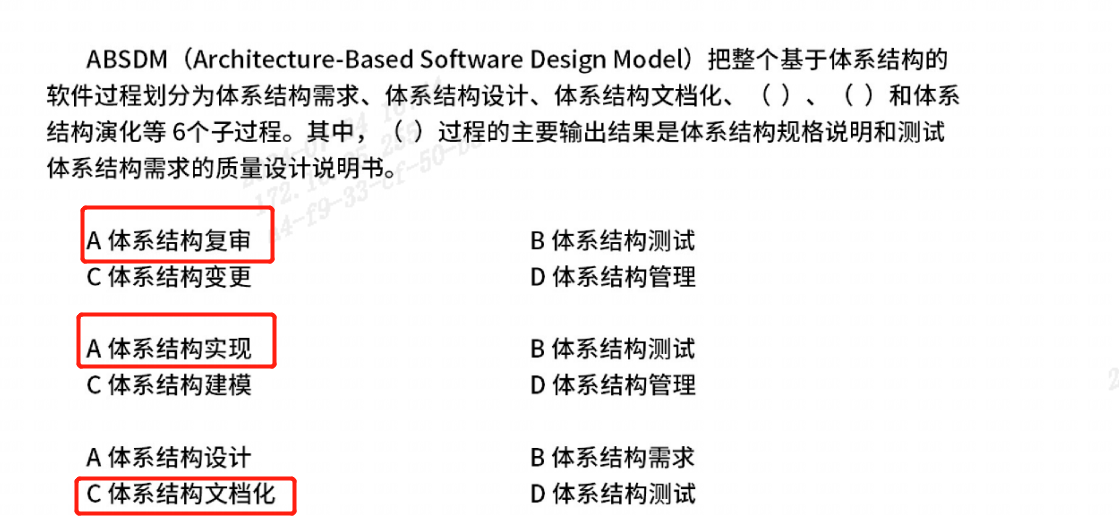 ABSDM（Architecture-Based Software Design Model）把整个基于体系结构的
软件过程划分为体系结构需求、体系结构设计、体系结构文档化、（ ）、（ ）和体系
结构演化等 6个子过程。其中，（ ）过程的主要输出结果是体系结构规格说明和测试
体系结构需求的质量设计说明书。
A 体系结构复审
B 体系结构测试
C 体系结构变更
D 体系结构管理
A 体系结构实现
B 体系结构测试
C 体系结构建模
D 体系结构管理
A 体系结构设计
B 体系结构需求
C 体系结构文档化
D 体系结构测试